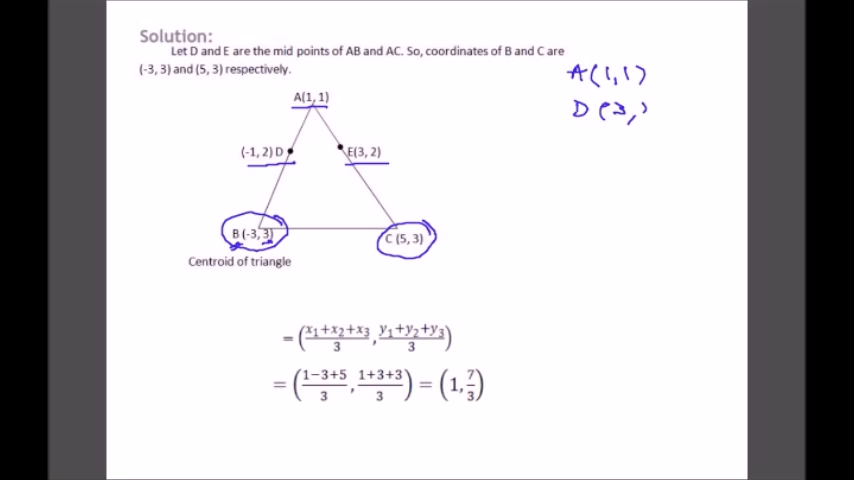 Solution:
Let D and E are the mid points of AB and AC. So, coordinates of B and C are
(-3, 3) and (5, 3) respectively.
A(1,1)
D(3,)
A(1, 1)
(-1, 2) D
E(3, 2)
B (-3, 3)
C (5, 3)
Centroid of triangle
= (x₁+x₂+x₃/3, y₁+y₂+y₃/3)
= (1−3+5/3, 1+3+3/3) = (1, 7/3)